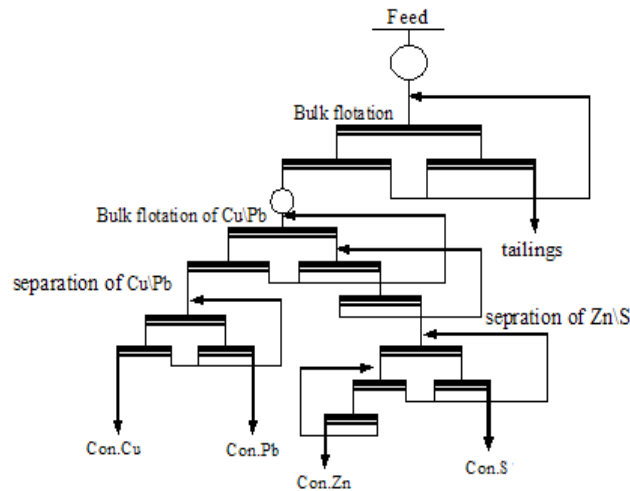 Feed
Bulk flotation
Bulk flotation of Cu\Pb
tailings
separation of Cu\Pb
sepration of Zn\S
Con.Cu
Con.Pb
Con.Zn
Con.S